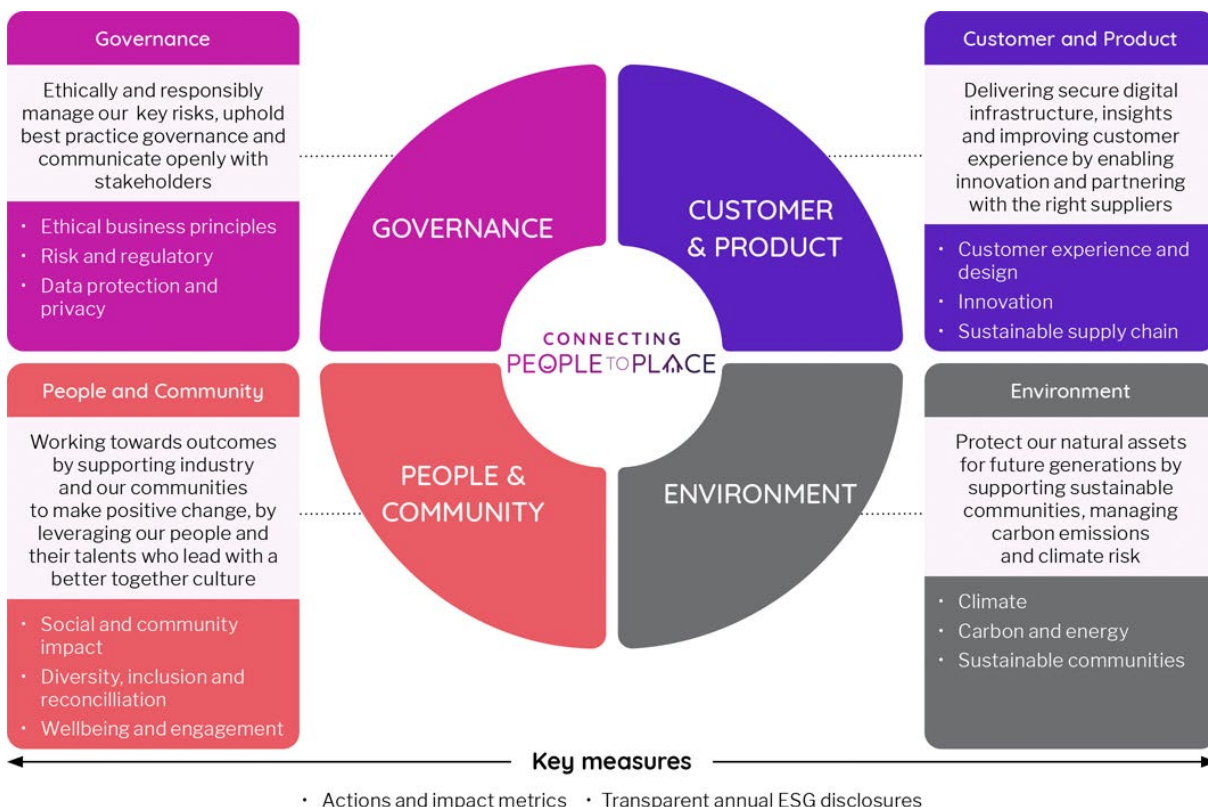 Governance
Ethically and responsibly
manage our key risks, uphold
best practice governance and
communicate openly with
stakeholders
• Ethical business principles
• Risk and regulatory
• Data protection and
privacy
People and Community
Working towards outcomes
by supporting industry
and our communities
to make positive change, by
leveraging our people and
their talents who lead with a
better together culture
• Social and community
impact
• Diversity, inclusion and
reconcilliation
• Wellbeing and engagement
GOVERNANCE
CUSTOMER
& PRODUCT
CONNECTING
PEOPLE TO PLACE
PEOPLE &
COMMUNITY
ENVIRONMENT
Customer and Product
Delivering secure digital
infrastructure, insights
and improving customer
experience by enabling
innovation and partnering
with the right suppliers
• Customer experience and
design
• Innovation
• Sustainable supply chain
Environment
Protect our natural assets
for future generations by
supporting sustainable
communities, managing
carbon emissions
and climate risk
• Climate
• Carbon and energy
• Sustainable communities
Key measures
• Actions and impact metrics • Transparent annual ESG disclosures